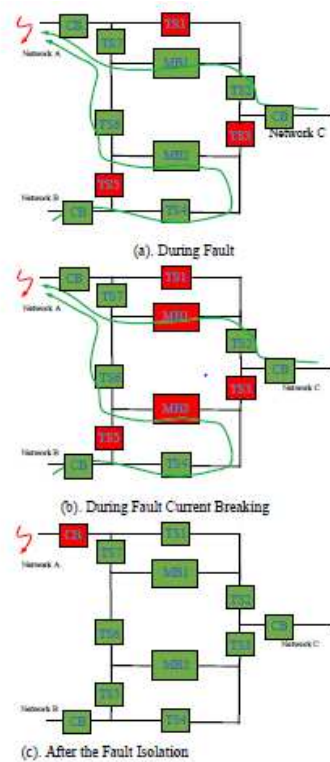 CB
TS1
TS7
Network A
MB1
TS2
CB
TS6
TS3
Network C
MB2
TS5
Network B
CB
TS4
(a). During Fault
CB
TS1
TS7
Network A
MB1
TS2
CB
TS6
TS3
Network C
MB2
TS5
Network B
CB
TS4
(b). During Fault Current Breaking
CB
TS1
TS7
Network A
MB1
TS2
CB
TS6
TS3
Network C
MB2
TS5
Network B
CB
TS4
(c). After the Fault Isolation